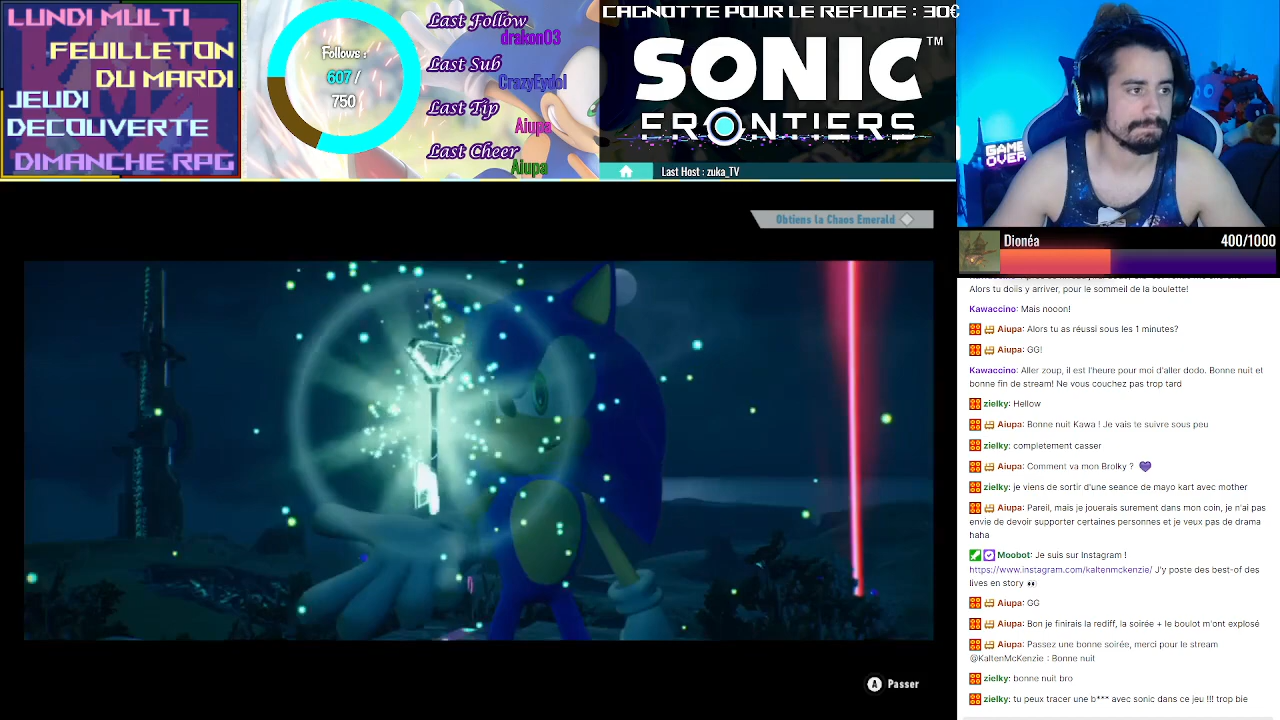 LUNDI MULTI
FEUILLETON
DU MARDI
JEUDI
DECOUVERTE
DIMANCHE RPG
Follows :
607 /
750
Last Follow
drakon03
Last Sub
CrazyEydol
Last Tip
Aiupa
Last Cheer
Aiupa
CAGNOTTE POUR LE REFUGE : 30€
SONIC™
FRONTIERS
Last Host : zuka_TV
GAME
OVER
Dionéa
400/1000
Obtiens la Chaos Emerald
A Passer
Alors tu doiis y arriver, pour le sommeil de la boulette!
Kawaccino: Mais nooon!
Aiupa: Alors tu as réussi sous les 1 minutes?
Aiupa: GG!
Kawaccino: Aller zoup, il est l'heure pour moi d'aller dodo. Bonne nuit et
bonne fin de stream! Ne vous couchez pas trop tard
zielky: Hellow
Aiupa: Bonne nuit Kawa ! Je vais te suivre sous peu
zielky: completement casser
Aiupa: Comment va mon Brolky ? 💜
zielky: je viens de sortir d'une seance de mayo kart avec mother
Aiupa: Pareil, mais je jouerais surement dans mon coin, je n'ai pas
envie de devoir supporter certaines personnes et je veux pas de drama
haha
Moobot: Je suis sur Instagram !
https://www.instagram.com/kaltenmckenzie/ J'y poste des best-of des
lives en story 👀
Aiupa: GG
Aiupa: Bon je finirais la rediff, la soirée + le boulot m'ont explosé
Aiupa: Passez une bonne soirée, merci pour le stream
@KaltenMcKenzie : Bonne nuit
zielky: bonne nuit bro
zielky: tu peux tracer une b*** avec sonic dans ce jeu !!! trop bie